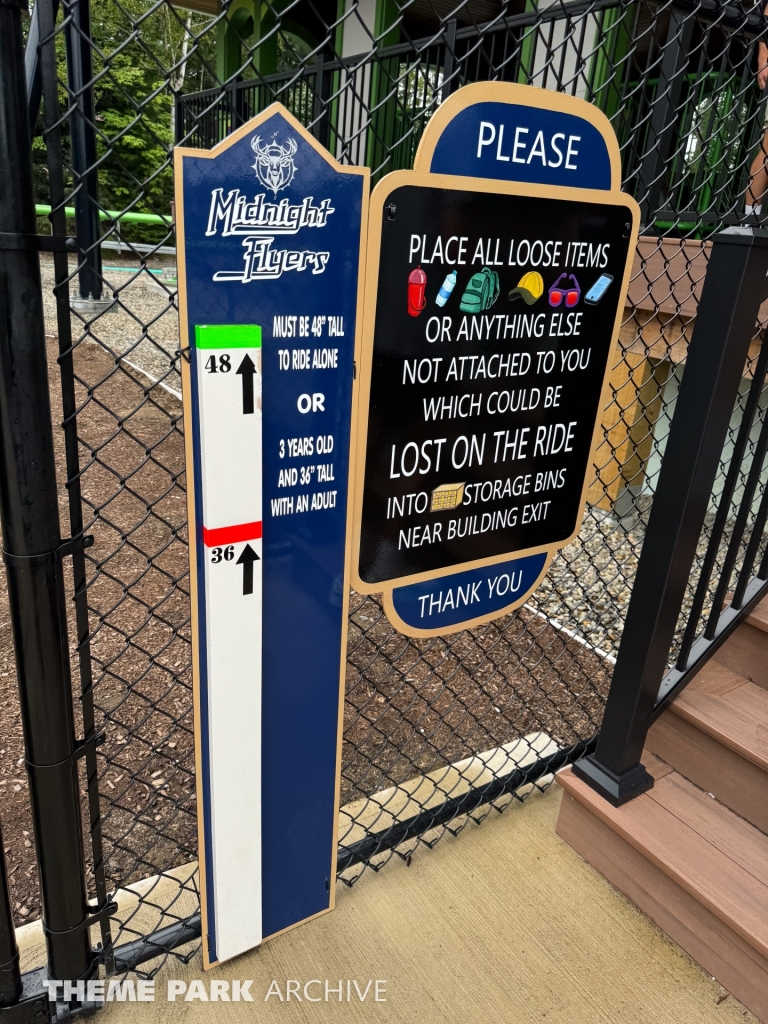 Midnight
Flyers
48
MUST BE 48" TALL
TO RIDE ALONE
OR
3 YEARS OLD
AND 36" TALL
WITH AN ADULT
36
PLEASE
PLACE ALL LOOSE ITEMS
OR ANYTHING ELSE
NOT ATTACHED TO YOU
WHICH COULD BE
LOST ON THE RIDE
INTO STORAGE BINS
NEAR BUILDING EXIT
THANK YOU
THEME PARK ARCHIVE